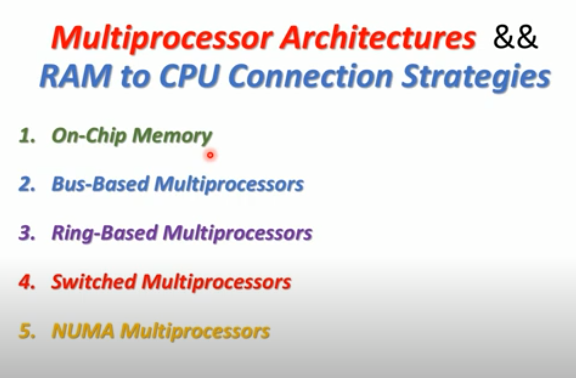 Multiprocessor Architectures &&
RAM to CPU Connection Strategies
1. On-Chip Memory
2. Bus-Based Multiprocessors
3. Ring-Based Multiprocessors
4. Switched Multiprocessors
5. NUMA Multiprocessors